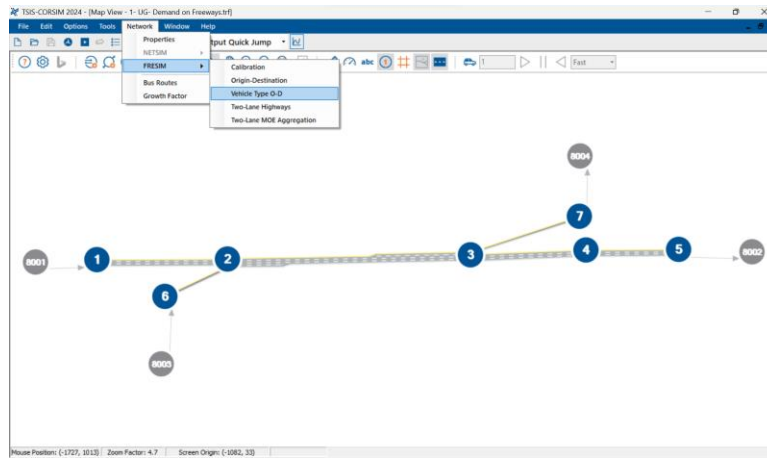 TSIS-CORSIM 2024 - [Map View - 1- UG- Demand on Freeways.trf]
File Edit Options Tools Network Window Help
tput Quick Jump
Properties
NETSIM
FRESIM
Bus Routes
Growth Factor
Calibration
Origin-Destination
Vehicle Type O-D
Two-Lane Highways
Two-Lane MOE Aggregation
abc 1 1 Fast
8004
7
8001 1 2 3 4 5 8002
6
8003
Mouse Position: (-1727, 1013) Zoom Factor: 4.7 Screen Origin: (-1082, 33)